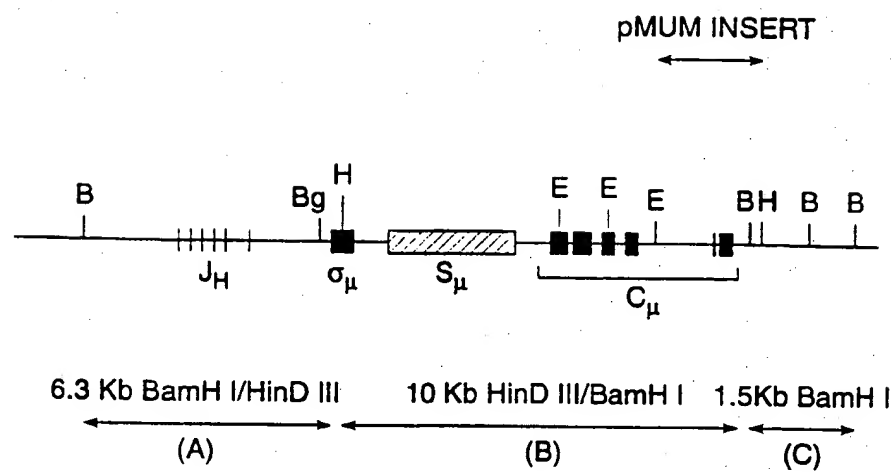 pMUM INSERT
B Bg H E E E B H B B
J_H σ_μ S_μ C_μ
6.3 Kb BamH I/HinD III 10 Kb HinD III/BamH I 1.5Kb BamH I
(A) (B) (C)